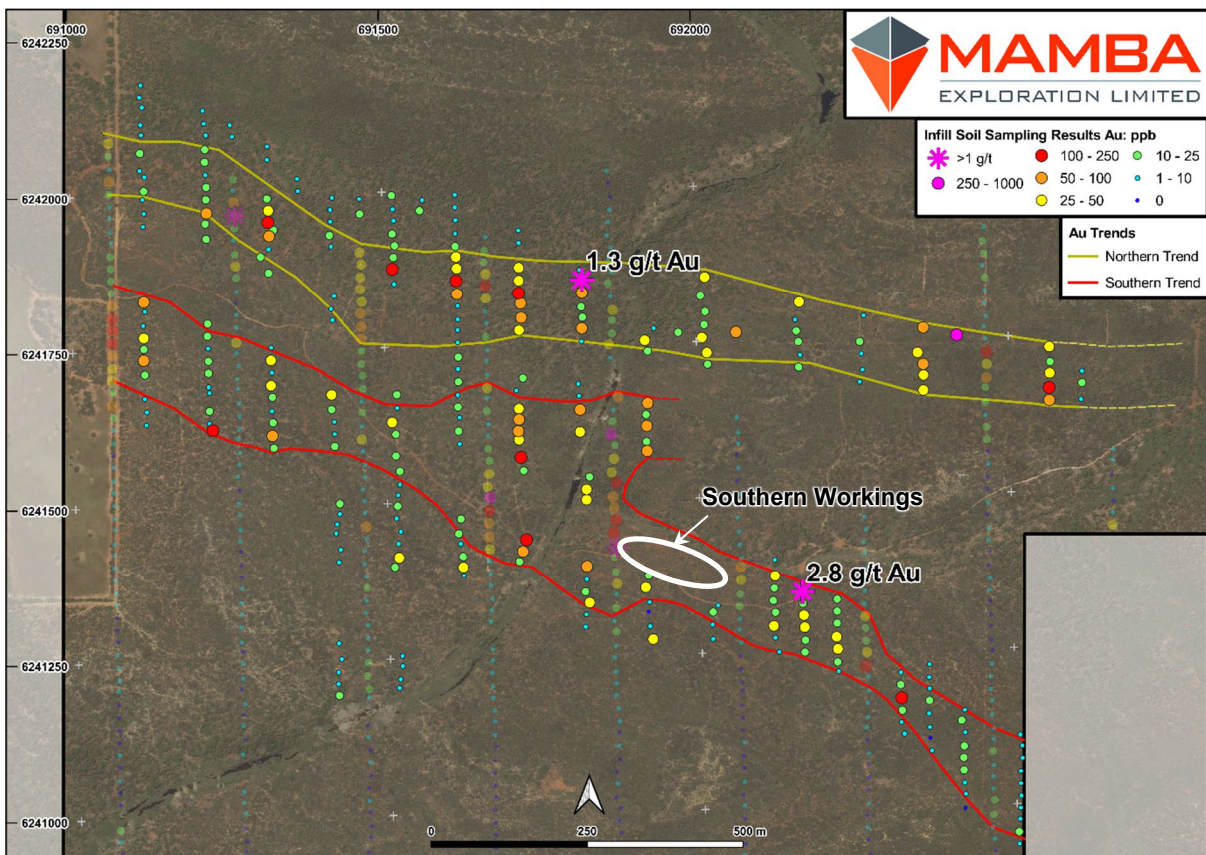 691000
691500
692000
6242250
6242000
6241750
6241500
6241250
6241000
MAMBA
EXPLORATION LIMITED
Infill Soil Sampling Results Au: ppb
>1 g/t
250 - 1000
100 - 250
50 - 100
25 - 50
10 - 25
1 - 10
0
Au Trends
Northern Trend
Southern Trend
1.3 g/t Au
Southern Workings
2.8 g/t Au
0
250
500 m